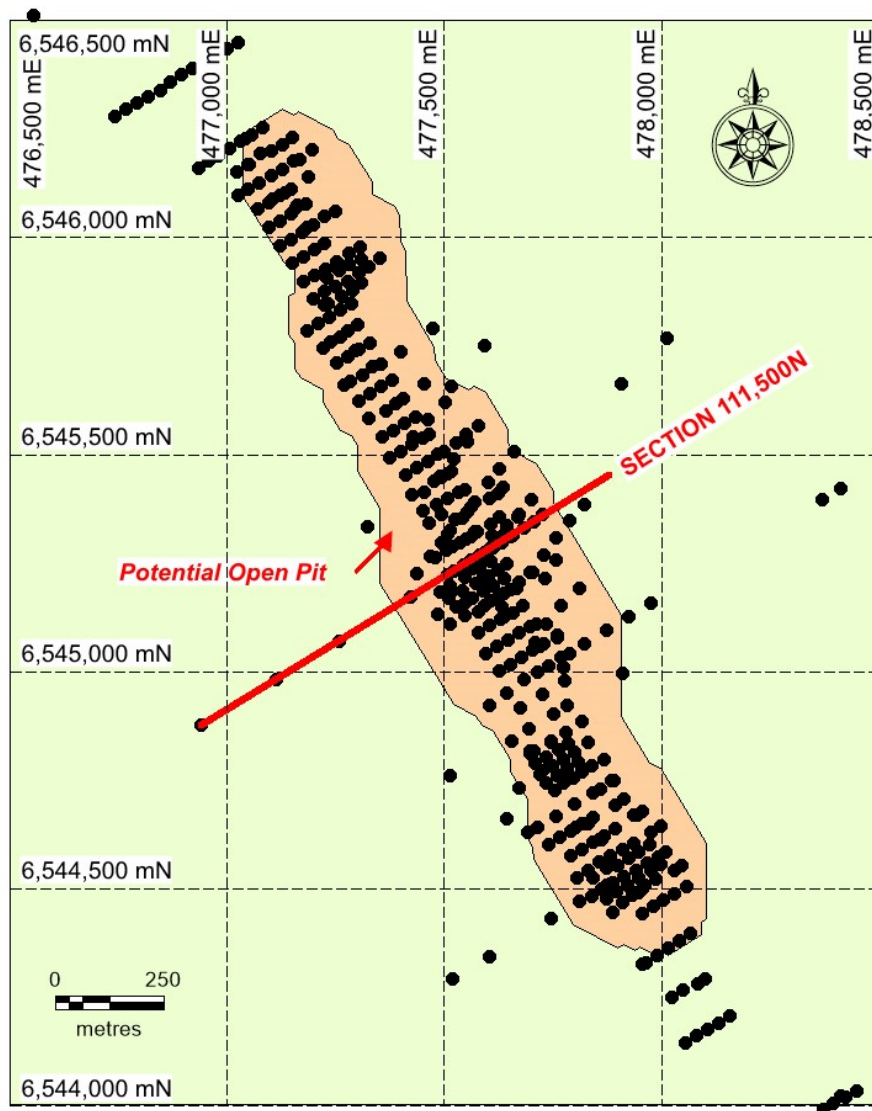 6,546,500 mN
476,500 mE
477,000 mE
477,500 mE
478,000 mE
478,500 mE
6,546,000 mN
6,545,500 mN
SECTION 111,500N
Potential Open Pit
6,545,000 mN
6,544,500 mN
0 250
metres
6,544,000 mN